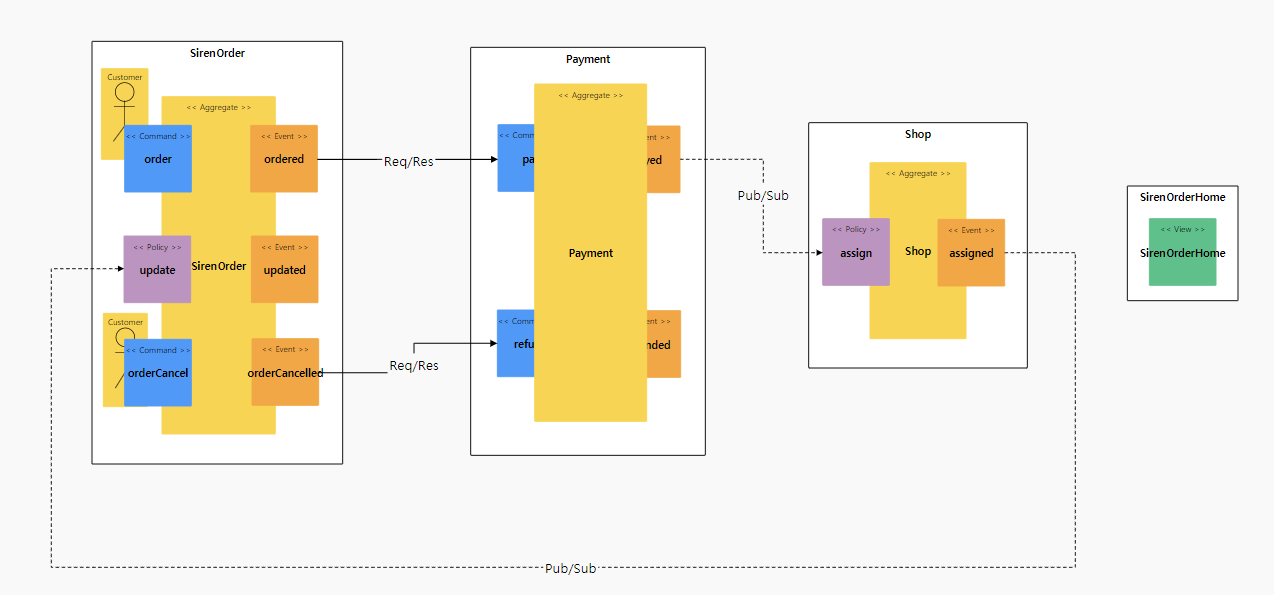 SirenOrder
Customer
<< Aggregate >>
<< Command >>
order
<< Event >>
ordered
<< Policy >>
update
SirenOrder
<< Event >>
updated
Customer
<< Command >>
orderCancel
<< Event >>
orderCancelled
Req/Res
Req/Res
Payment
<< Aggregate >>
<< Comm
pa
ent >>
yed
Payment
<< Comm
refu
ent >>
nded
Pub/Sub
Shop
<< Aggregate >>
<< Policy >>
assign
Shop
<< Event >>
assigned
SirenOrderHome
<< View >>
SirenOrderHome
Pub/Sub